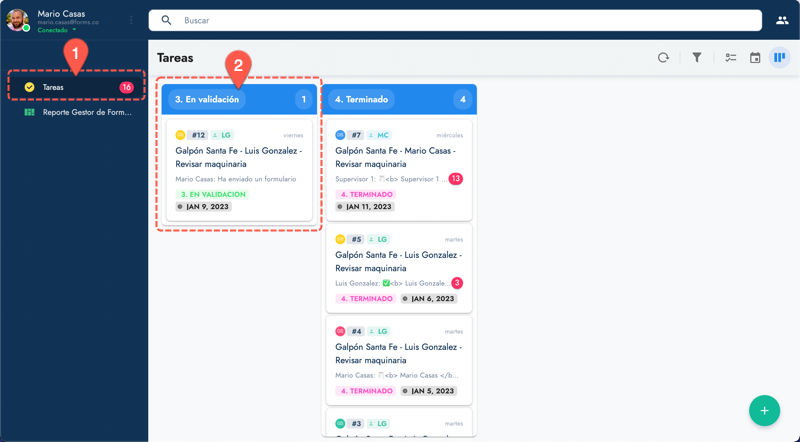 Mario Casas
mario.casas@forms.co
Conectado
Buscar
1
2
Tareas
16
Reporte Gestor de Form...
Tareas
3. En validación
1
#12
LG
viernes
Galpón Santa Fe - Luis Gonzalez -
Revisar maquinaria
Mario Casas: Ha enviado un formulario
3. EN VALIDACION
JAN 9, 2023
4. Terminado
4
#7
MC
miércoles
Galpón Santa Fe - Mario Casas -
Revisar maquinaria
Supervisor 1: <b> Supervisor 1 ...
13
4. TERMINADO
JAN 11, 2023
#5
LG
martes
Galpón Santa Fe - Luis Gonzalez -
Revisar maquinaria
Luis Gonzalez: ✅<b> Luis Gonzale...
3
4. TERMINADO
JAN 6, 2023
#4
LG
martes
Galpón Santa Fe - Luis Gonzalez -
Revisar maquinaria
Mario Casas: <b> Mario Casas </b...
4. TERMINADO
JAN 5, 2023
#3
LG
martes